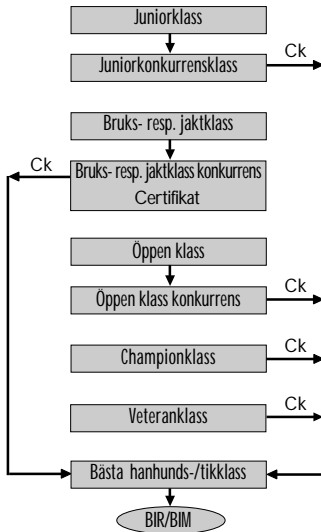 Juniorklass
Juniorkonkurrensklass
Ck
Bruks- resp. jaktklass
Ck
Bruks- resp. jaktklass konkurrens
Certifikat
Öppen klass
Öppen klass konkurrens
Ck
Championklass
Ck
Veteranklass
Ck
Bästa hanhunds-/tikklass
BIR/BIM